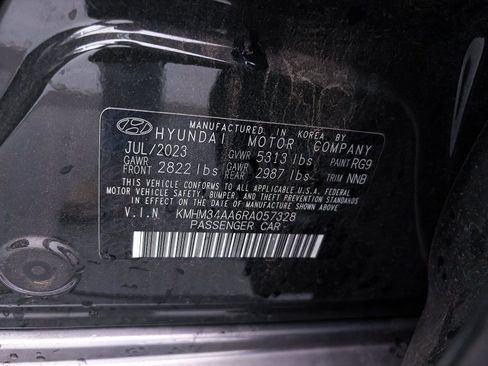 MANUFACTURED IN KOREA BY
HYUNDAI MOTOR COMPANY
JUL/2023 GVWR 5313 lbs PAINT RG9
GAWR FRONT 2822 lbs GAWR REAR 2987 lbs TRIM NNB
THIS VEHICLE CONFORMS TO ALL APPLICABLE U.S.A. FEDERAL
MOTOR VEHICLE SAFETY, BUMPER, AND THEFT PREVENTION STANDARDS
IN EFFECT ON THE DATE OF MANUFACTURE SHOWN ABOVE.
V.I.N KMHM34AA6RA057328
PASSENGER CAR